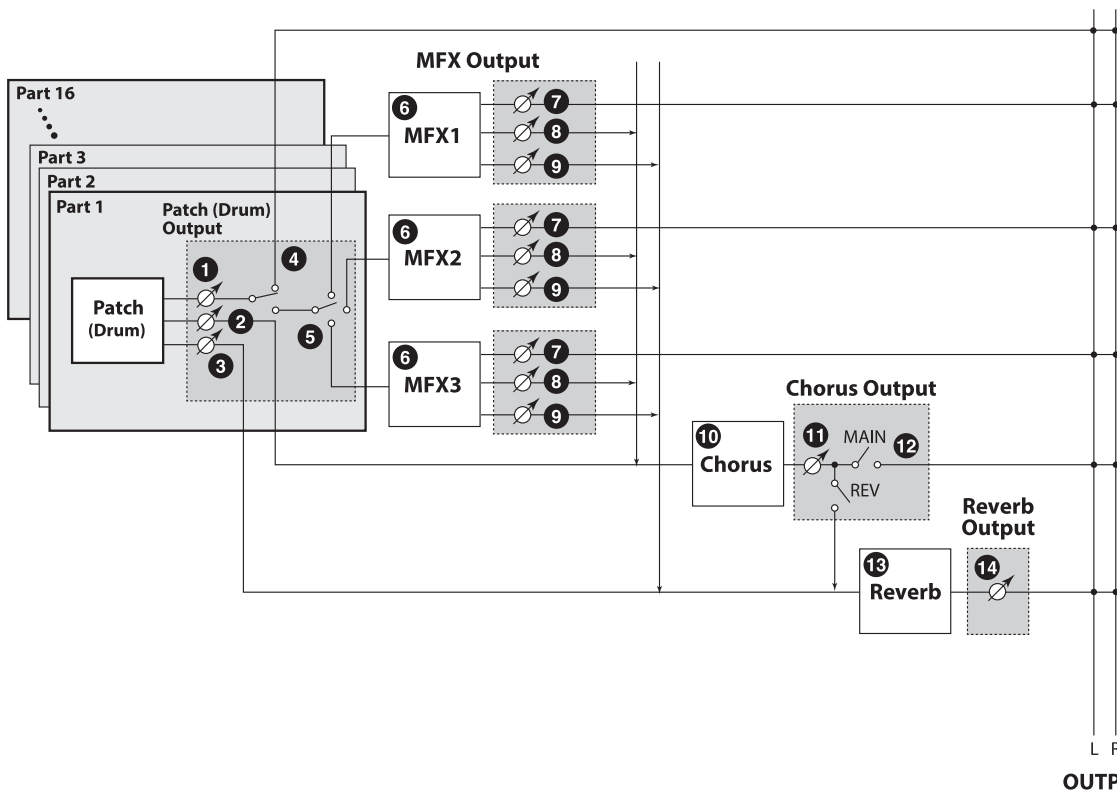 MFX Output
Part 16
Part 3
Part 2
Part 1
Patch (Drum)
Output
Patch
(Drum)
1
2
3
4
5
6
MFX1
7
8
9
6
MFX2
7
8
9
6
MFX3
7
8
9
Chorus Output
10
Chorus
11
MAIN
12
REV
Reverb
Output
13
Reverb
14
L R
OUTP